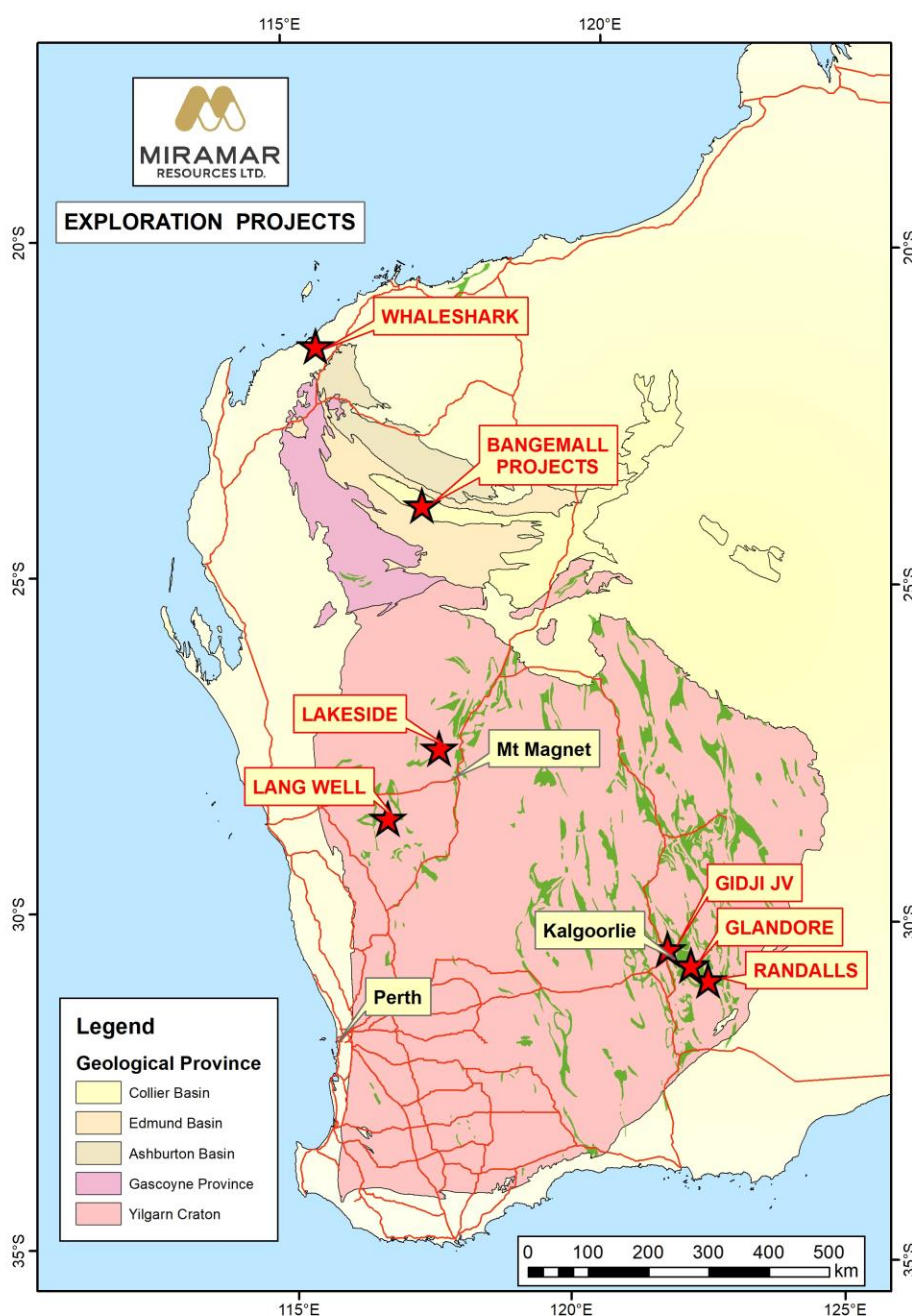 115°E
120°E
MIRAMAR
RESOURCES LTD.
EXPLORATION PROJECTS
20°S
20°S
WHALESHARK
BANGEMALL
PROJECTS
25°S
25°S
LAKESIDE
Mt Magnet
LANG WELL
GIDJI JV
30°S
30°S
Kalgoorlie
GLANDORE
RANDALLS
Perth
Legend
Geological Province
Collier Basin
Edmund Basin
Ashburton Basin
Gascoyne Province
Yilgarn Craton
35°S
35°S
0 100 200 300 400 500
km
115°E
120°E
125°E